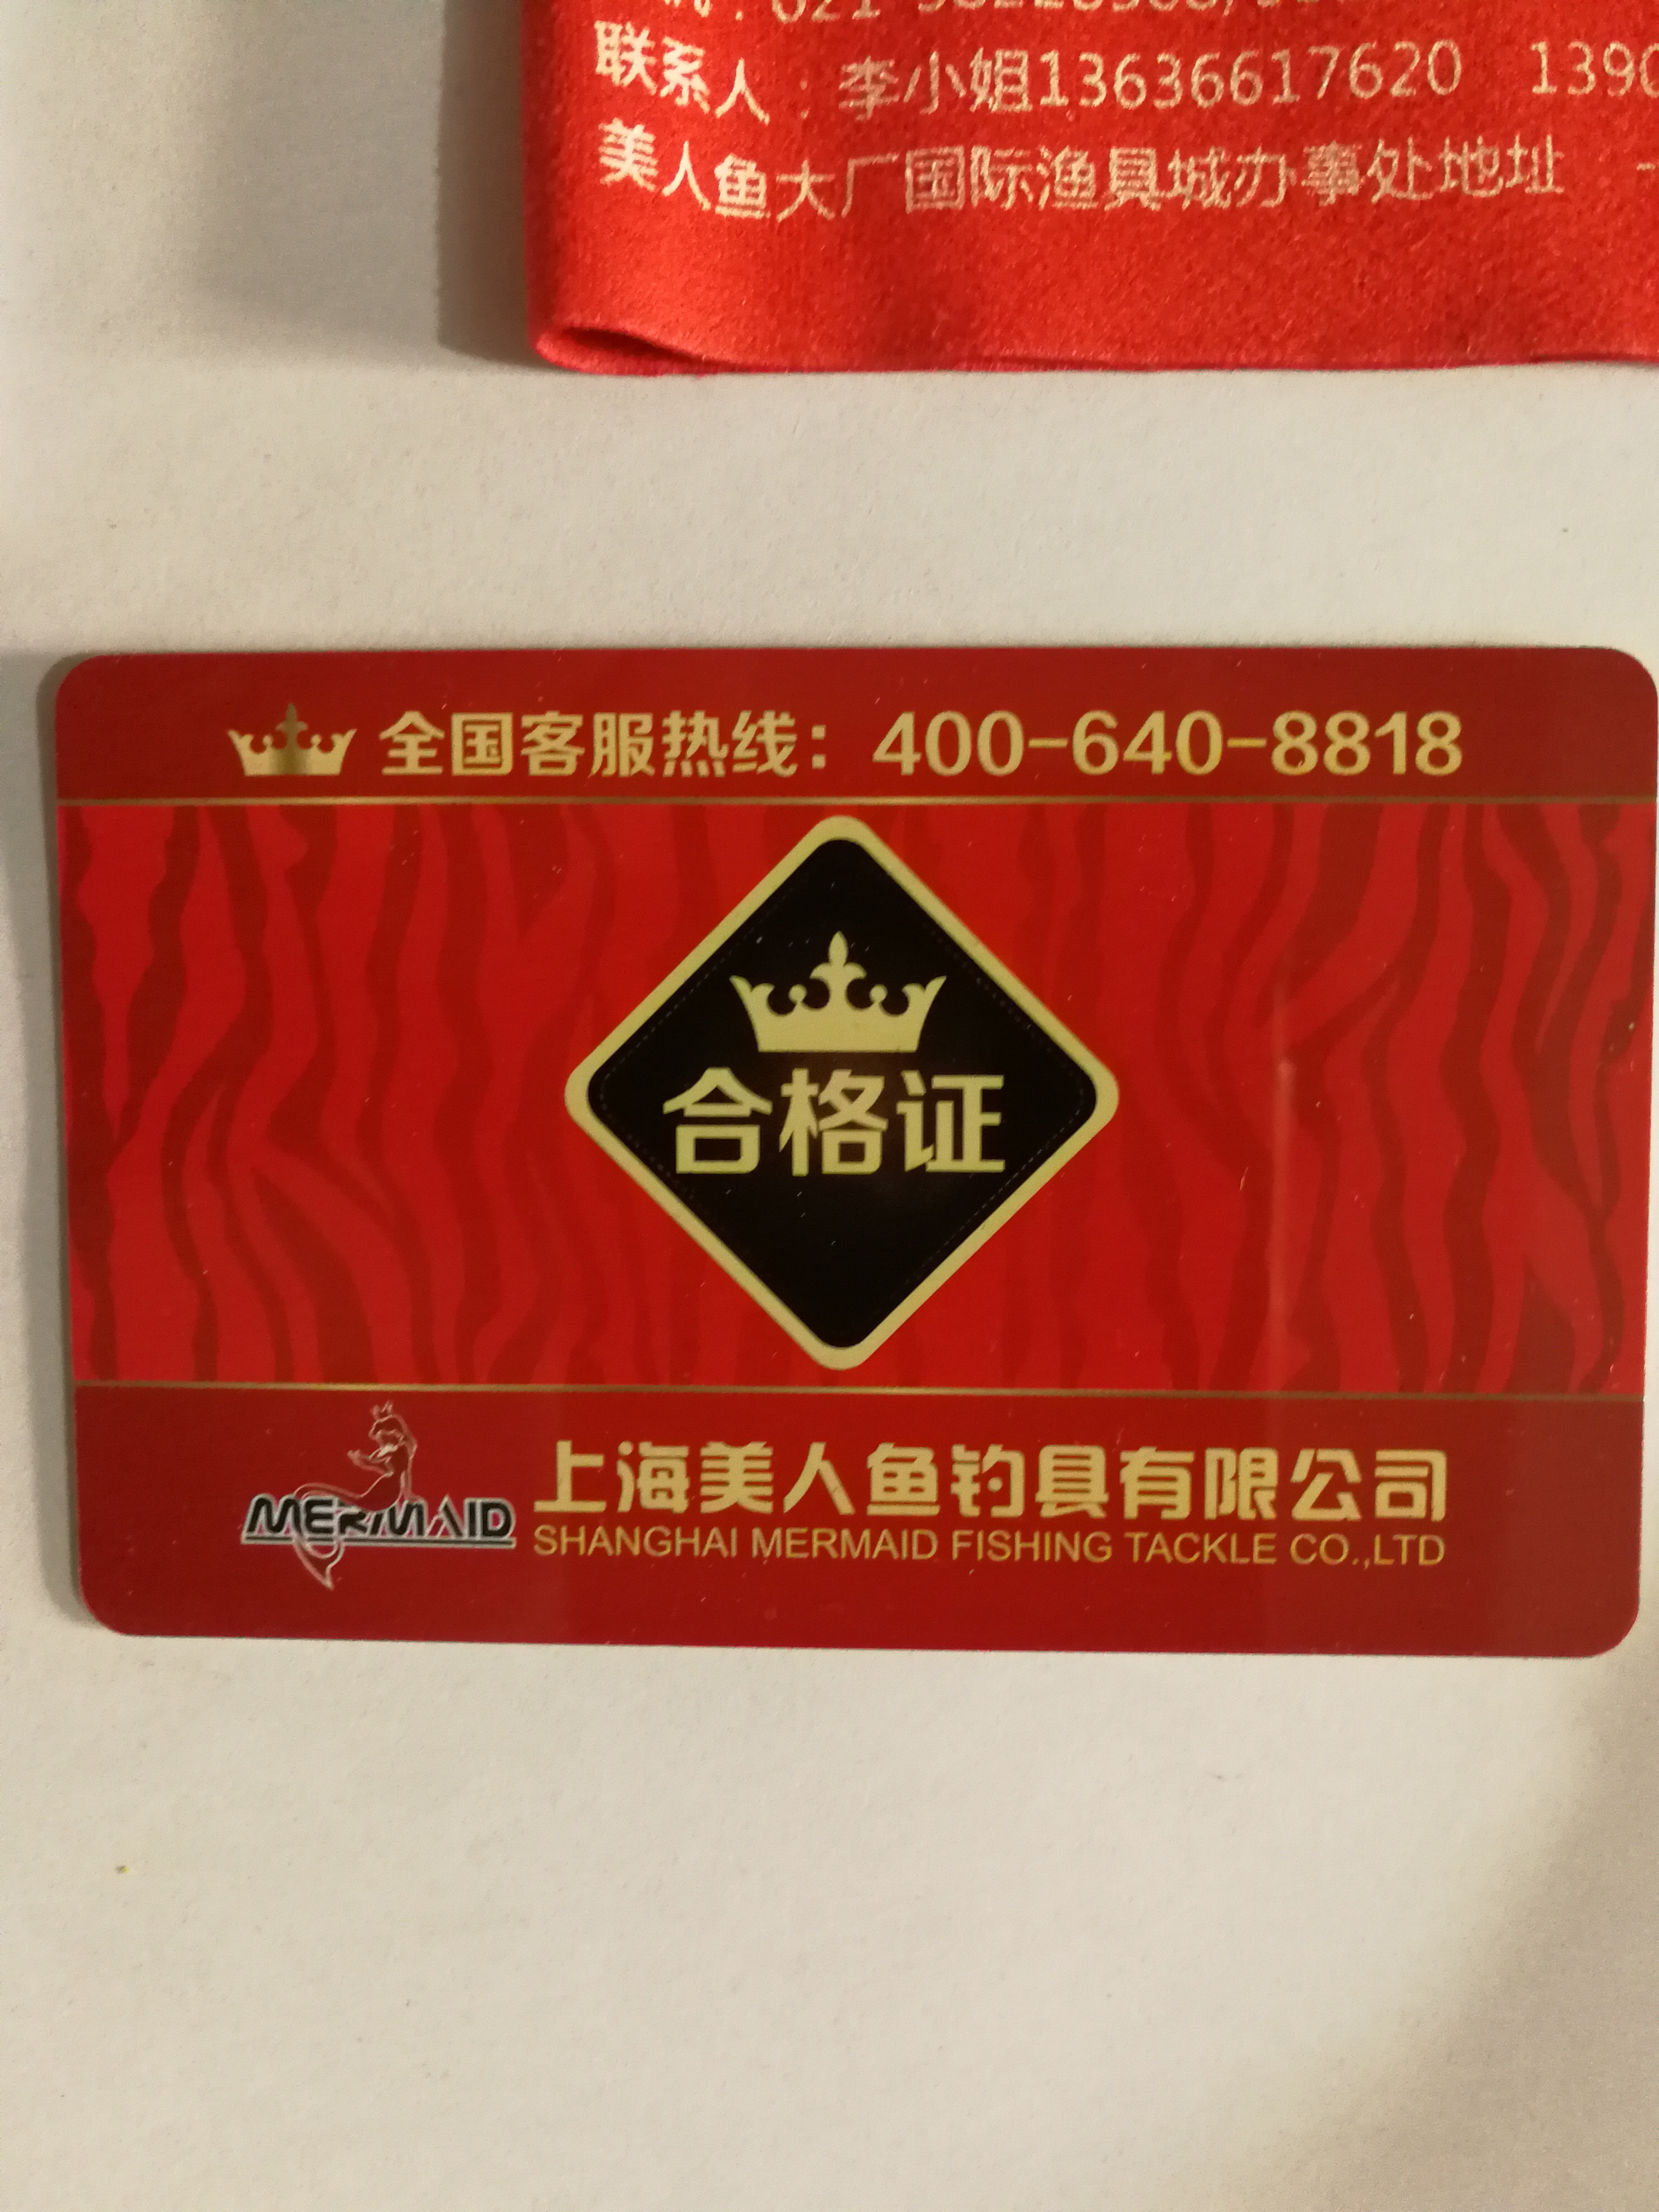 联系人：李小姐13636617620 1390
美人鱼大厂国际渔具城办事处地址
全国客服热线：400-640-8818
合格证
MERMAID
上海美人鱼钓具有限公司
SHANGHAI MERMAID FISHING TACKLE CO.,LTD